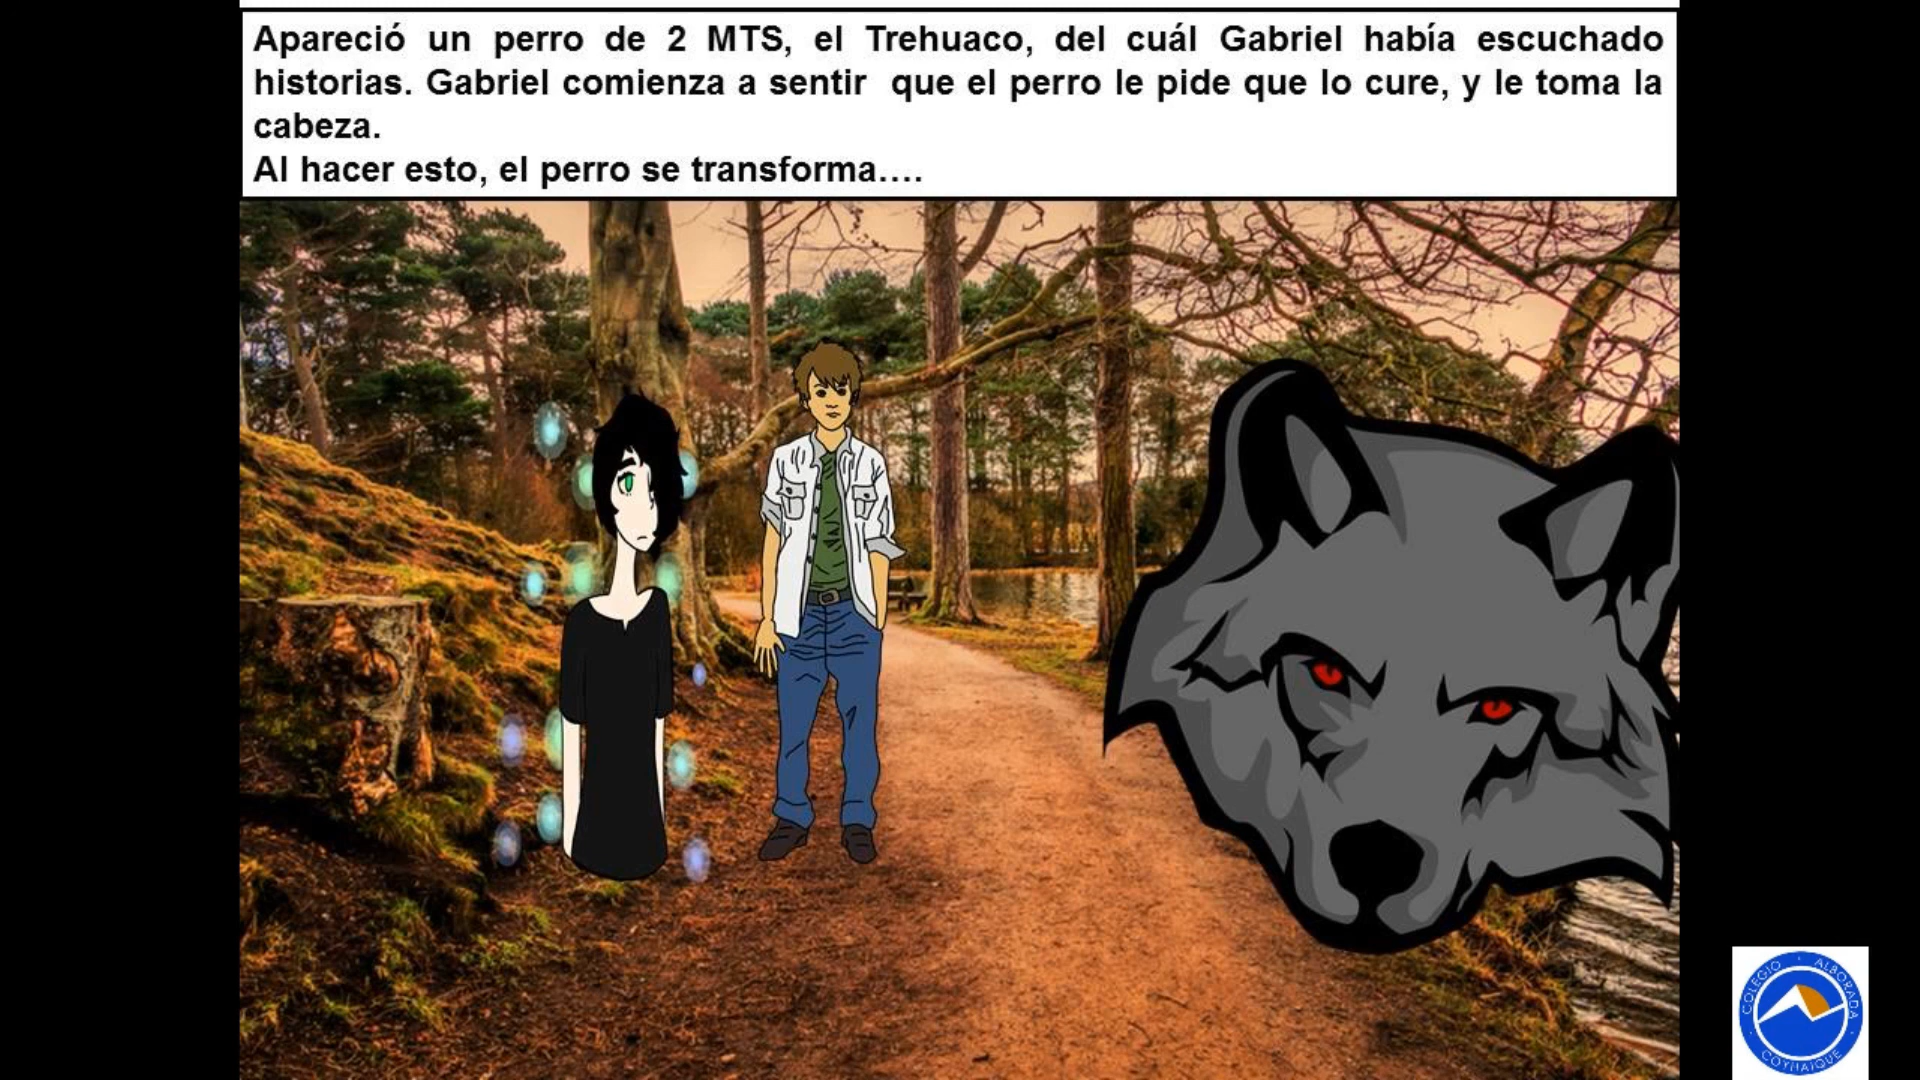 Apareció un perro de 2 MTS, el Trehuaco, del cuál Gabriel había escuchado
historias. Gabriel comienza a sentir que el perro le pide que lo cure, y le toma la
cabeza.
Al hacer esto, el perro se transforma....
COLEGIO · ALBORADA
COYHAIQUE